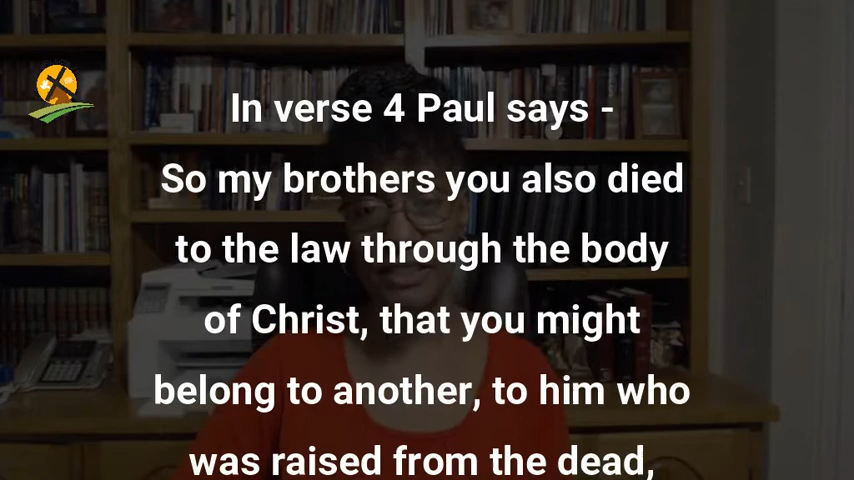 In verse 4 Paul says -
So my brothers you also died
to the law through the body
of Christ, that you might
belong to another, to him who
was raised from the dead,